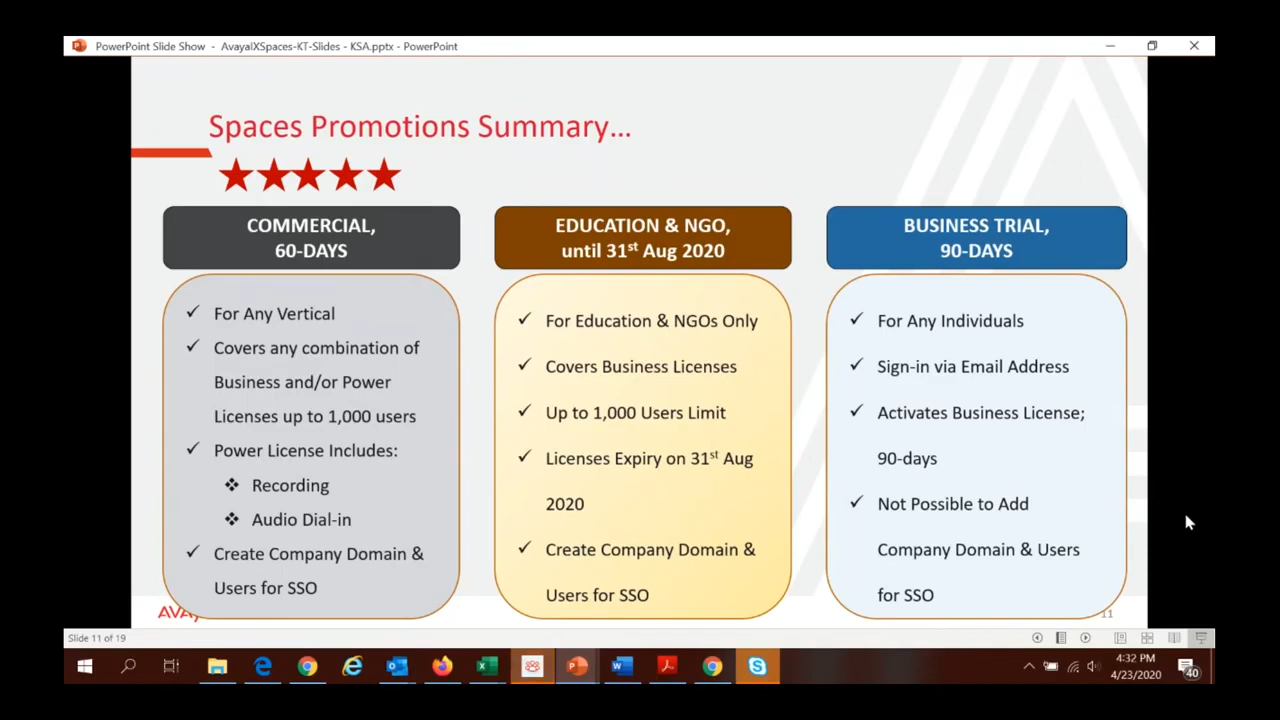 PowerPoint Slide Show - AvayaIXSpaces-KT-Slides - KSA.pptx - PowerPoint
Spaces Promotions Summary...
COMMERCIAL,
60-DAYS
For Any Vertical
Covers any combination of
Business and/or Power
Licenses up to 1,000 users
Power License Includes:
Recording
Audio Dial-in
Create Company Domain &
Users for SSO
EDUCATION & NGO,
until 31st Aug 2020
For Education & NGOs Only
Covers Business Licenses
Up to 1,000 Users Limit
Licenses Expiry on 31st Aug
2020
Create Company Domain &
Users for SSO
BUSINESS TRIAL,
90-DAYS
For Any Individuals
Sign-in via Email Address
Activates Business License;
90-days
Not Possible to Add
Company Domain & Users
for SSO
11
Slide 11 of 19
4:32 PM
4/23/2020
40